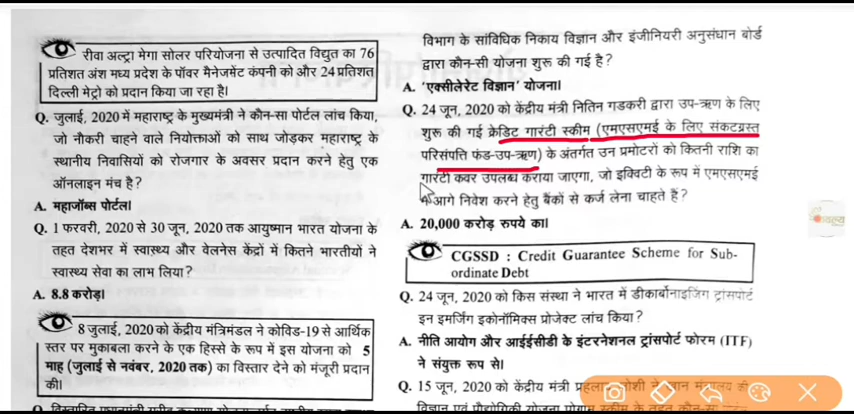 रीवा अल्ट्रा मेगा सोलर परियोजना से उत्पादित विद्युत का 76
प्रतिशत अंश मध्य प्रदेश के पॉवर मैनेजमेंट कंपनी को और 24 प्रतिशत
दिल्ली मेट्रो को प्रदान किया जा रहा है।
Q. जुलाई, 2020 में महाराष्ट्र के मुख्यमंत्री ने कौन-सा पोर्टल लांच किया,
जो नौकरी चाहने वाले नियोक्ताओं को साथ जोड़कर महाराष्ट्र के
स्थानीय निवासियों को रोजगार के अवसर प्रदान करने हेतु एक
ऑनलाइन मंच है?
A. महाजॉब्स पोर्टल।
Q. 1 फरवरी, 2020 से 30 जून, 2020 तक आयुष्मान भारत योजना के
तहत देशभर में स्वास्थ्य और वेलनेस केंद्रों में कितने भारतीयों ने
स्वास्थ्य सेवा का लाभ लिया?
A. 8.8 करोड़।
8 जुलाई, 2020 को केंद्रीय मंत्रिमंडल ने कोविड-19 से आर्थिक
स्तर पर मुकाबला करने के एक हिस्से के रूप में इस योजना को 5
माह (जुलाई से नवंबर, 2020 तक) का विस्तार देने को मंजूरी प्रदान
की।
विभाग के सांविधिक निकाय विज्ञान और इंजीनियरी अनुसंधान बोर्ड
द्वारा कौन-सी योजना शुरू की गई है?
A. 'एक्सीलेरेट विज्ञान' योजना।
Q. 24 जून, 2020 को केंद्रीय मंत्री नितिन गडकरी द्वारा उप-ऋण के लिए
शुरू की गई क्रेडिट गारंटी स्कीम (एमएसएमई के लिए संकटग्रस्त
परिसंपति फंड-उप-ऋण) के अंतर्गत उन प्रमोटरों को कितनी राशि का
गारंटी कवर उपलब्ध कराया जाएगा, जो इक्विटी के रूप में एमएसएमई
आगे निवेश करने हेतु बैंकों से कर्ज लेना चाहते हैं?
A. 20,000 करोड़ रुपये का।
CGSSD : Credit Guarantee Scheme for Sub-
ordinate Debt
Q. 24 जून, 2020 को किस संस्था ने भारत में डीकार्बोनाइजिंग ट्रांसपोर्ट
इन इमर्जिंग इकोनॉमिक्स प्रोजेक्ट लांच किया?
A. नीति आयोग और आईईसीडी के इंटरनेशनल ट्रांसपोर्ट फोरम (ITF)
ने संयुक्त रूप से।
Q. 15 जून, 2020 को केंद्रीय मंत्री प्रहलाद जोशी ने खान मंत्रालय की